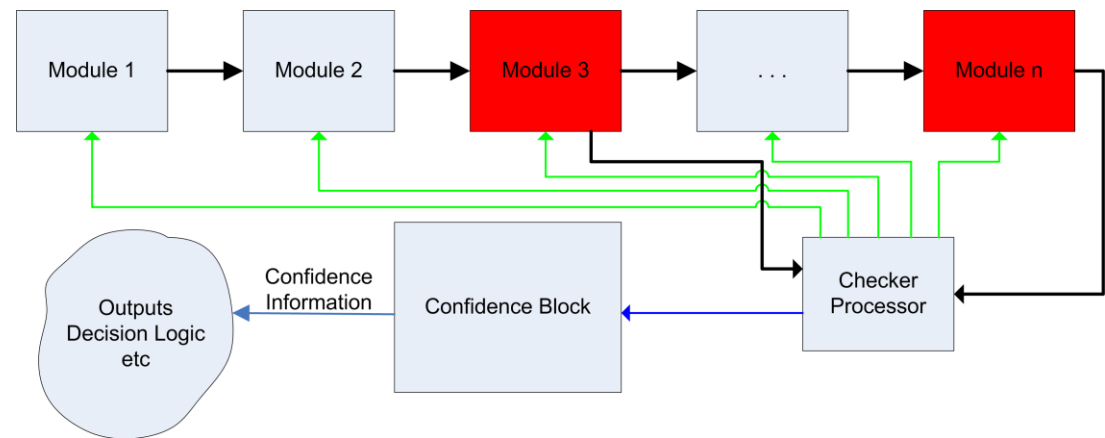 Module 1
Module 2
Module 3
. . .
Module n
Checker
Processor
Confidence Block
Confidence
Information
Outputs
Decision Logic
etc